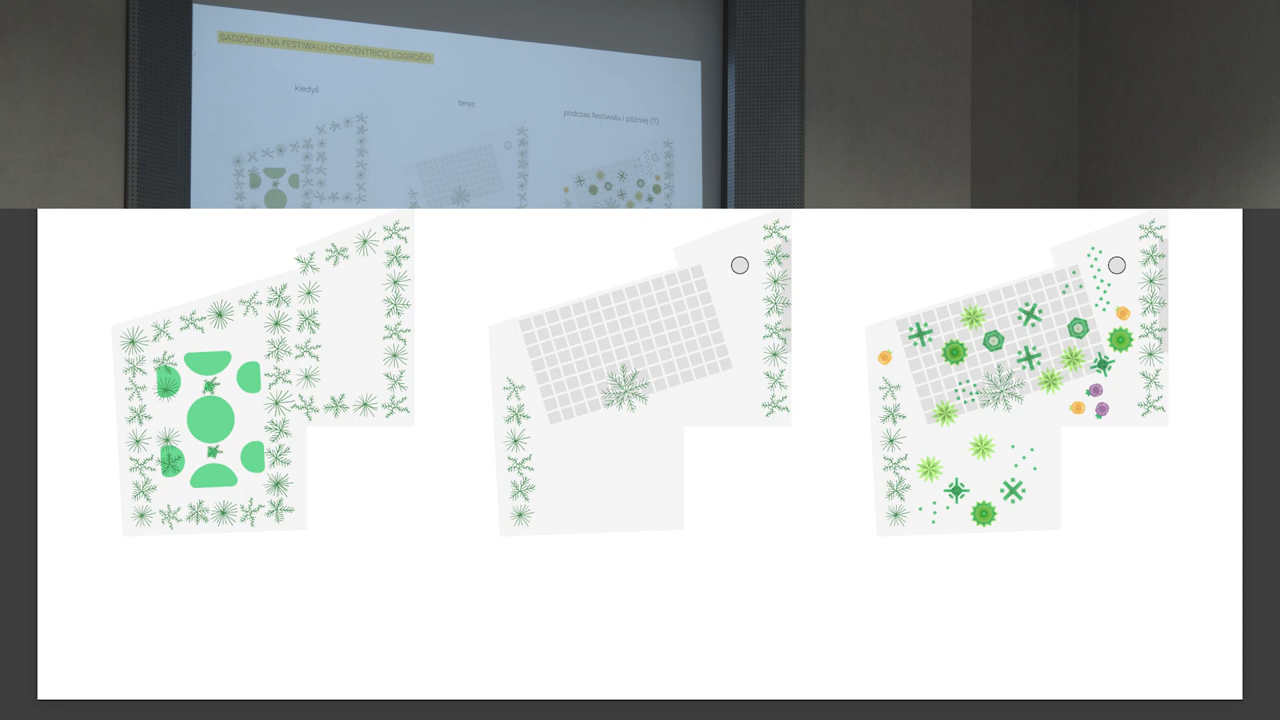 SADZONKI NA FESTIWALU CONCÉNTRICO, LOGROÑO
kiedyś
teraz
podczas festiwalu i później (?)